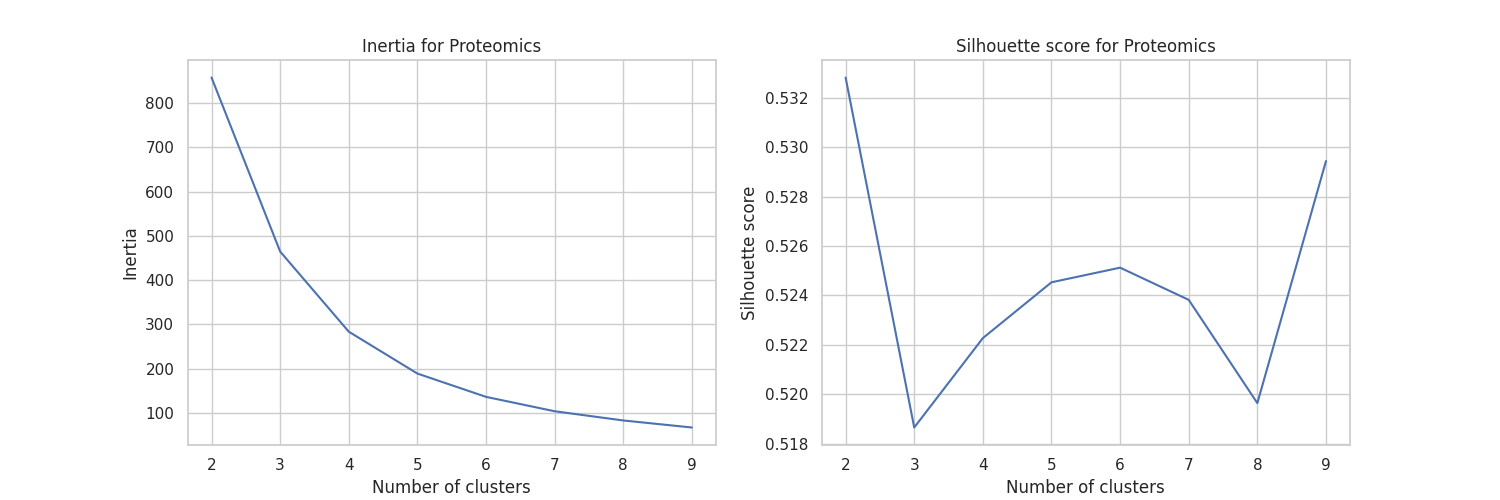 Inertia for Proteomics
800
700
600
500
400
300
200
100
Inertia
2 3 4 5 6 7 8 9
Number of clusters
Silhouette score for Proteomics
0.532
0.530
0.528
0.526
0.524
0.522
0.520
0.518
Silhouette score
2 3 4 5 6 7 8 9
Number of clusters